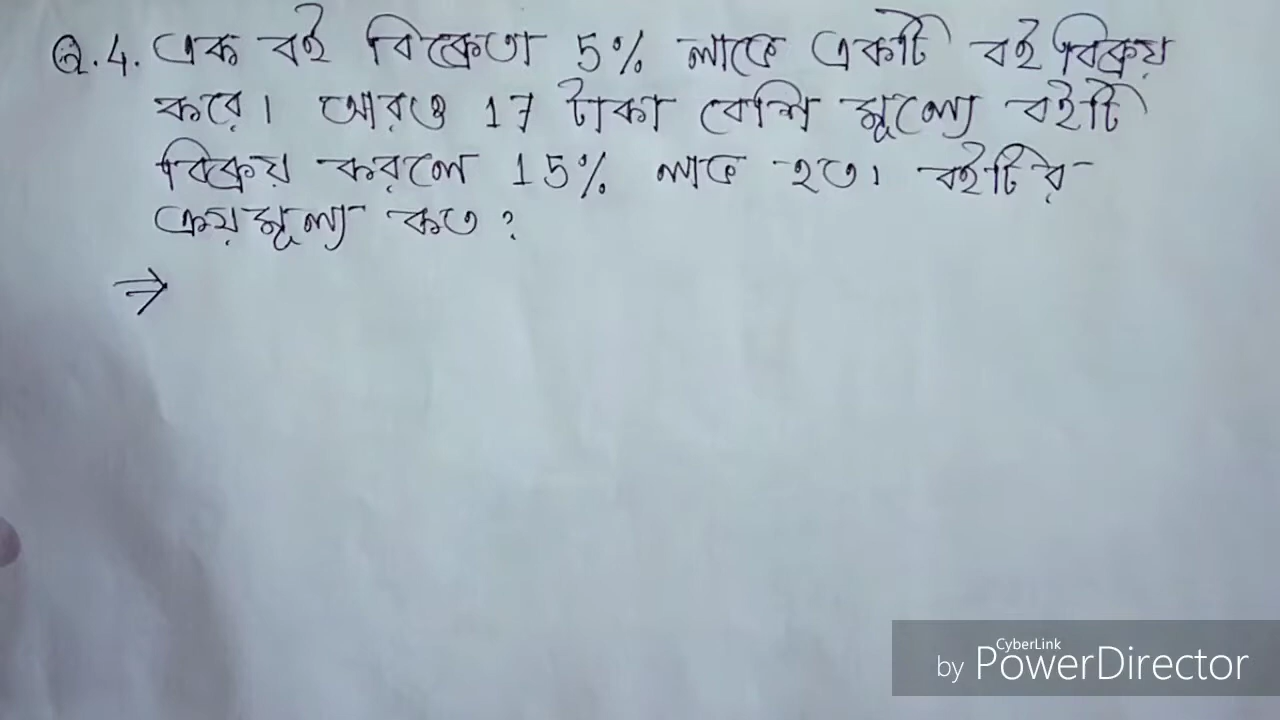 Q.4. এক বই বিক্রেতা 5% লাভে একটি বই বিক্রয়
করে। আরও 17 টাকা বেশি মূল্যে বইটি
বিক্রয় করলে 15% লাভ হত। বইটির
ক্রয়মূল্য কত?
⇒
CyberLink
by PowerDirector